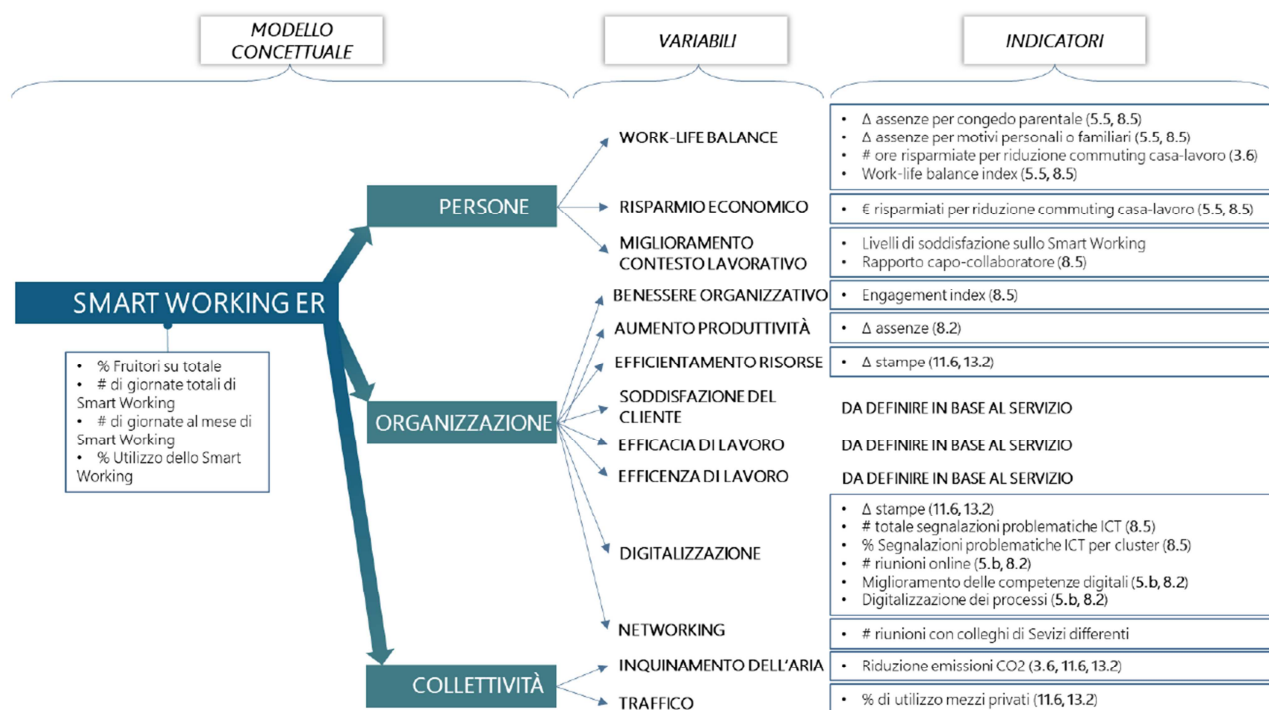 MODELLO
CONCETTUALE
VARIABILI
INDICATORI
SMART WORKING ER
• % Fruitori su totale
• # di giornate totali di
Smart Working
• # di giornate al mese di
Smart Working
• % Utilizzo dello Smart
Working
PERSONE
WORK-LIFE BALANCE
• Δ assenze per congedo parentale (5.5, 8.5)
• Δ assenze per motivi personali o familiari (5.5, 8.5)
• # ore risparmiate per riduzione commuting casa-lavoro (3.6)
• Work-life balance index (5.5, 8.5)
RISPARMIO ECONOMICO
• € risparmiati per riduzione commuting casa-lavoro (5.5, 8.5)
MIGLIORAMENTO
CONTESTO LAVORATIVO
• Livelli di soddisfazione sullo Smart Working
• Rapporto capo-collaboratore (8.5)
ORGANIZZAZIONE
BENESSERE ORGANIZZATIVO
• Engagement index (8.5)
AUMENTO PRODUTTIVITÀ
• Δ assenze (8.2)
EFFICIENTAMENTO RISORSE
• Δ stampe (11.6, 13.2)
SODDISFAZIONE DEL
CLIENTE
DA DEFINIRE IN BASE AL SERVIZIO
EFFICACIA DI LAVORO
DA DEFINIRE IN BASE AL SERVIZIO
EFFICENZA DI LAVORO
DA DEFINIRE IN BASE AL SERVIZIO
DIGITALIZZAZIONE
• Δ stampe (11.6, 13.2)
• # totale segnalazioni problematiche ICT (8.5)
• % Segnalazioni problematiche ICT per cluster (8.5)
• # riunioni online (5.b, 8.2)
• Miglioramento delle competenze digitali (5.b, 8.2)
• Digitalizzazione dei processi (5.b, 8.2)
NETWORKING
• # riunioni con colleghi di Sevizi differenti
COLLETTIVITÀ
INQUINAMENTO DELL'ARIA
• Riduzione emissioni CO2 (3.6, 11.6, 13.2)
TRAFFICO
• % di utilizzo mezzi privati (11.6, 13.2)